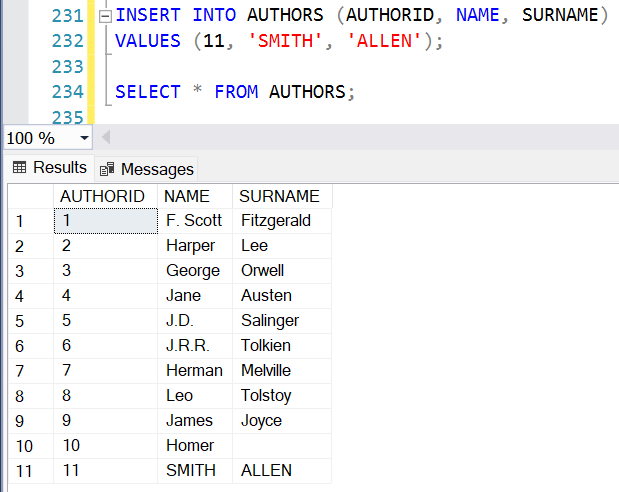 231 INSERT INTO AUTHORS (AUTHORID, NAME, SURNAME)
232 VALUES (11, 'SMITH', 'ALLEN');
233
234 SELECT * FROM AUTHORS;
235
100 %
Results Messages
AUTHORID NAME SURNAME
1 1 F. Scott Fitzgerald
2 2 Harper Lee
3 3 George Orwell
4 4 Jane Austen
5 5 J.D. Salinger
6 6 J.R.R. Tolkien
7 7 Herman Melville
8 8 Leo Tolstoy
9 9 James Joyce
10 10 Homer
11 11 SMITH ALLEN